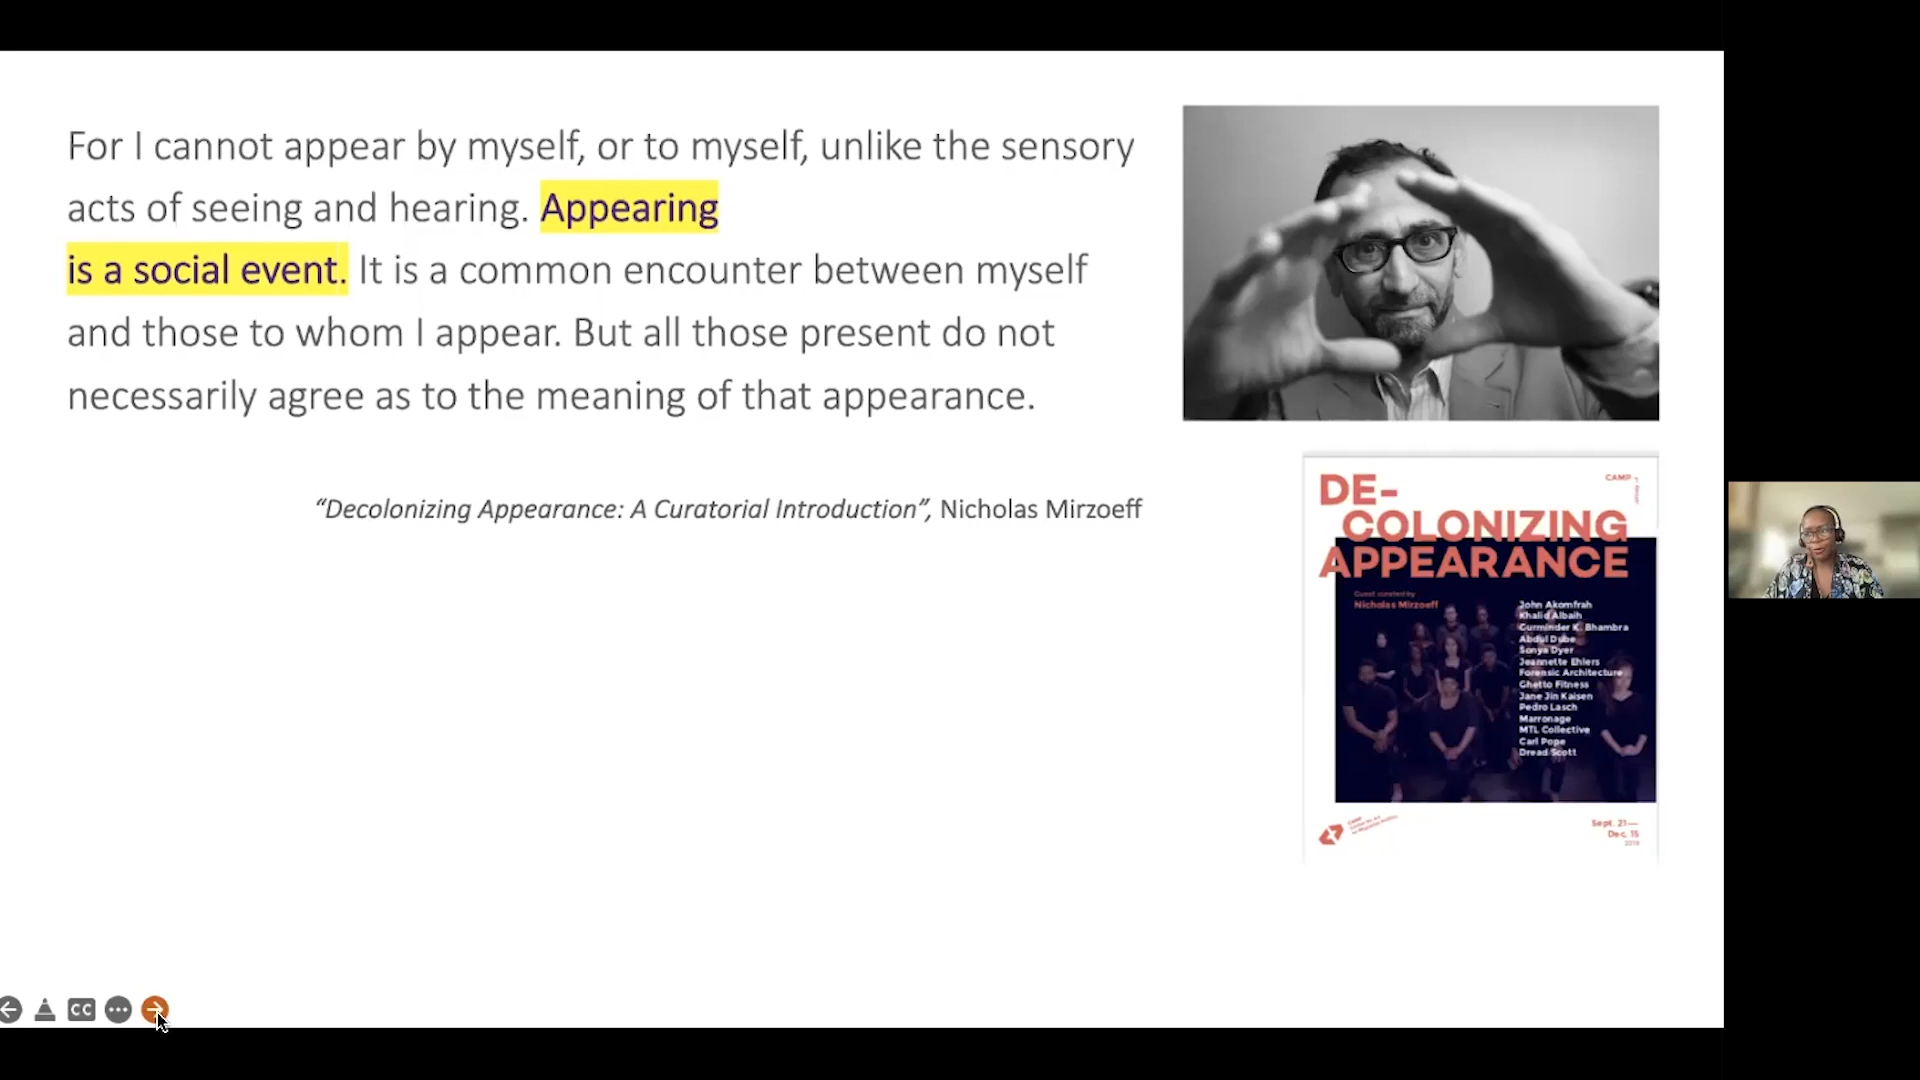 For I cannot appear by myself, or to myself, unlike the sensory
acts of seeing and hearing. Appearing
is a social event. It is a common encounter between myself
and those to whom I appear. But all those present do not
necessarily agree as to the meaning of that appearance.
“Decolonizing Appearance: A Curatorial Introduction”, Nicholas Mirzoeff
CAMP
DE-
COLONIZING
APPEARANCE
Guest curated by
Nicholas Mirzoeff
John Akomfrah
Khalid Albaih
Gurminder K. Bhambra
Abdul Dube
Sonya Dyer
Jeannette Ehlers
Forensic Architecture
Ghetto Fitness
Jane Jin Kaisen
Pedro Lasch
Marronage
MTL Collective
Carl Pope
Dread Scott
Sept. 21—
Dec. 15
CC